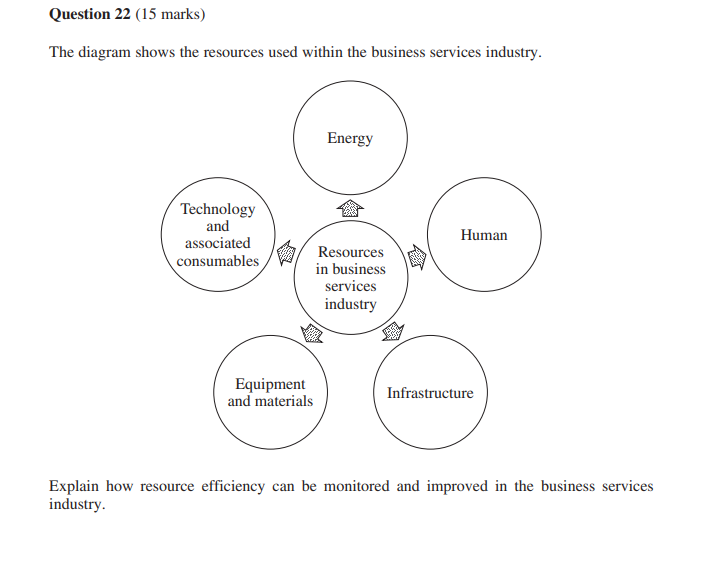 Question 22 (15 marks)
The diagram shows the resources used within the business services industry.
Energy
Technology
and
associated
consumables
Human
Resources
in business
services
industry
Equipment
and materials
Infrastructure
Explain how resource efficiency can be monitored and improved in the business services
industry.